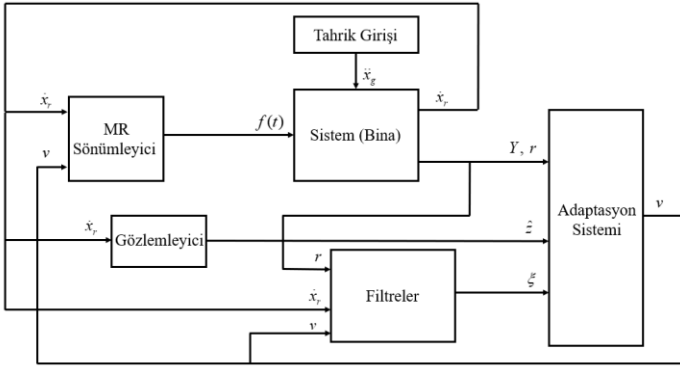 Tahrik Girişi
ẍ_g
ẋ_r
ẋ_r
MR
Sönümleyici
v
f(t)
Sistem (Bina)
Y, r
Adaptasyon
Sistemi
v
ẋ_r
Gözlemleyici
ẑ
r
ẋ_r
v
Filtreler
ξ